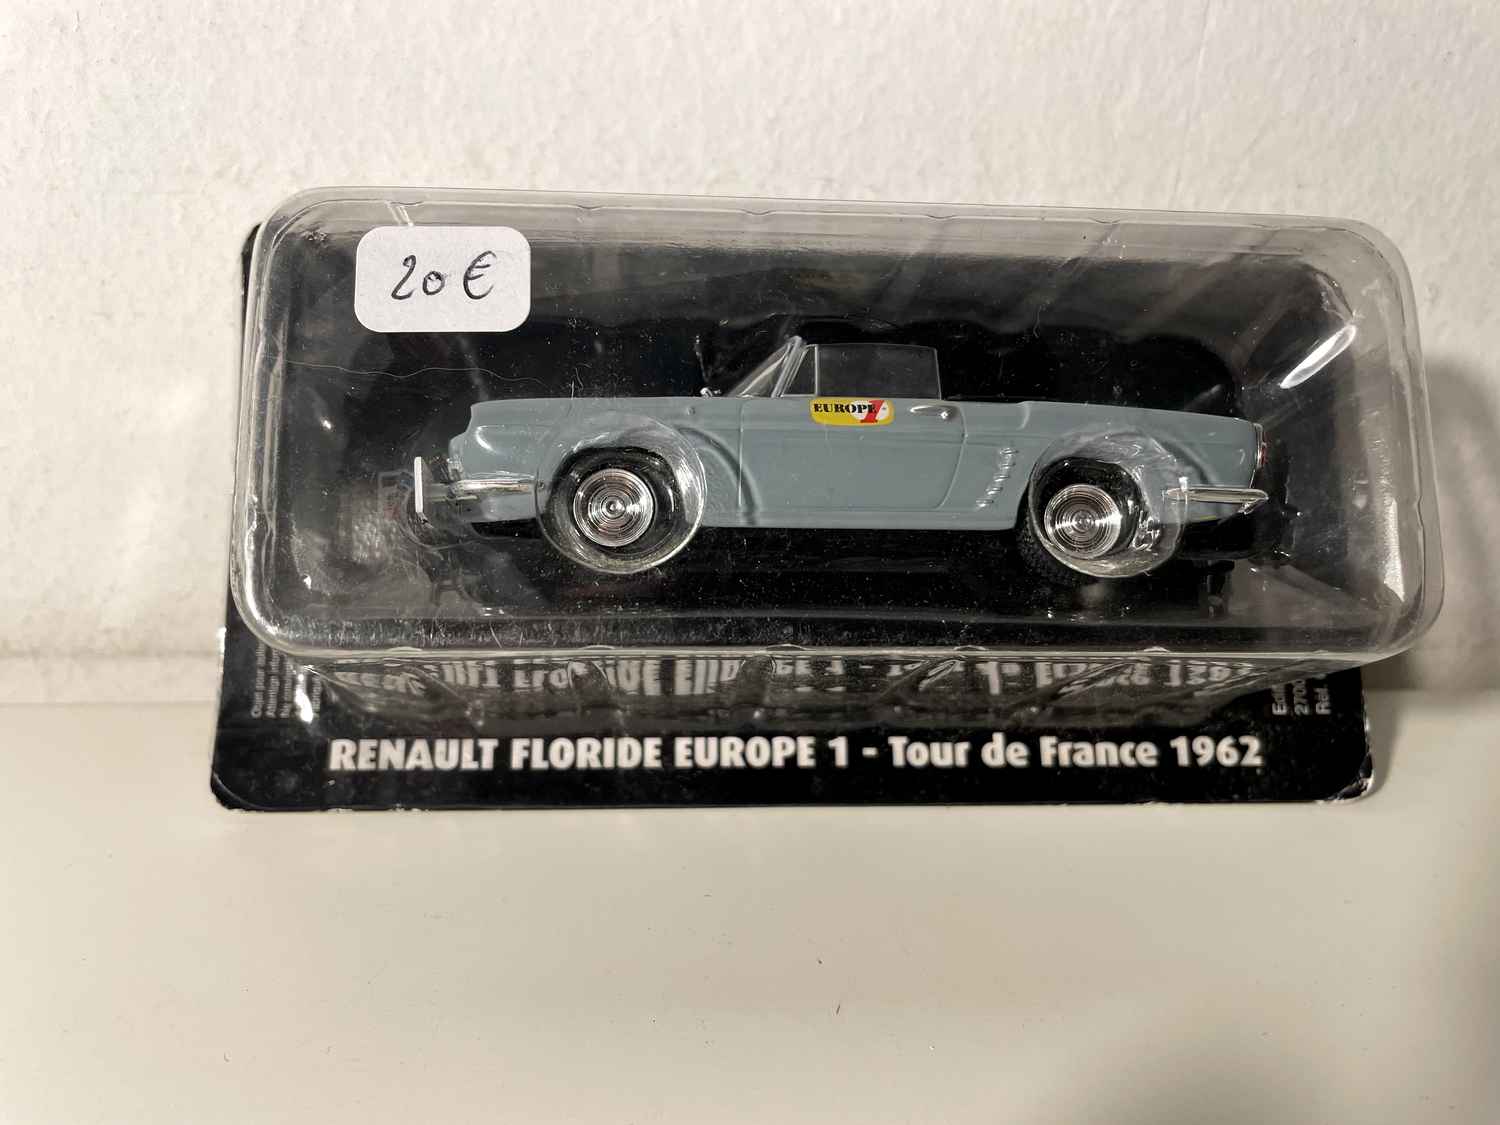 20 €
EUROPE 1
RENAULT FLORIDE EUROPE 1 - Tour de France 1962